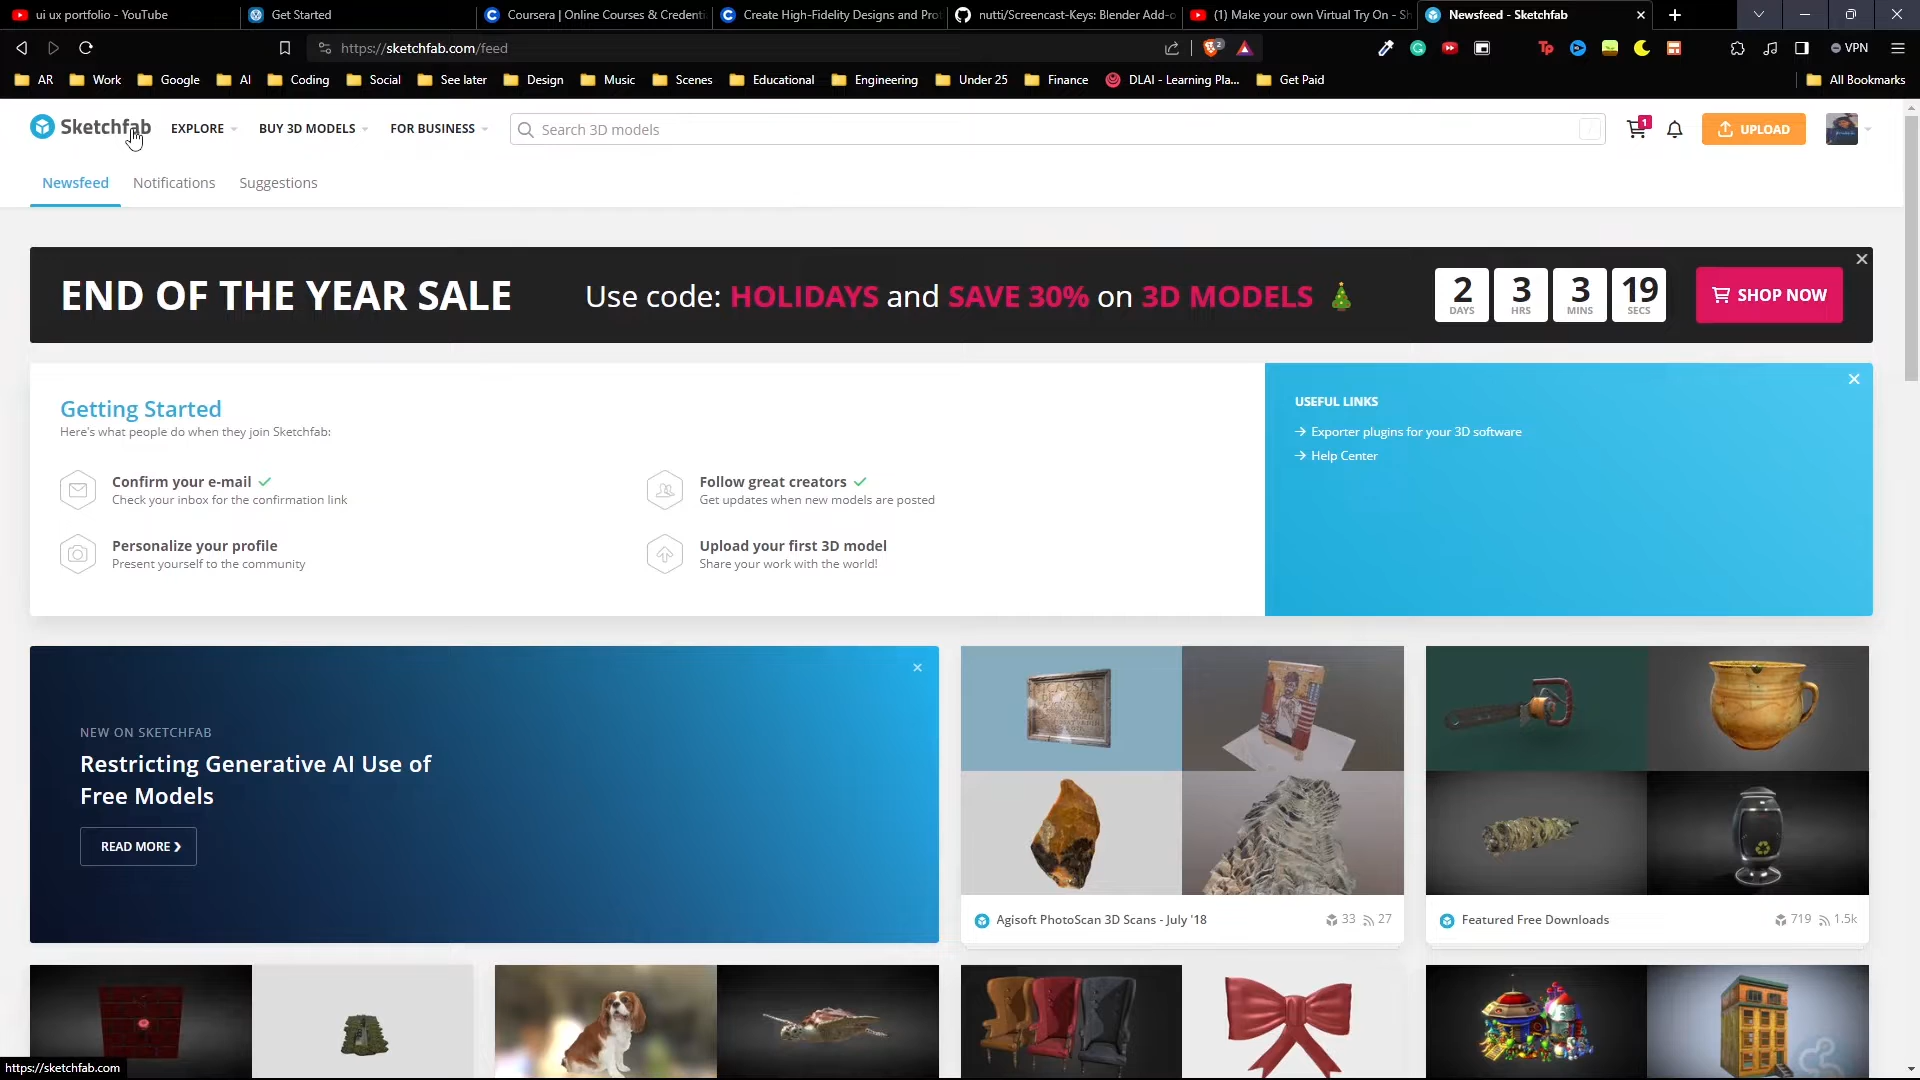 ui ux portfolio - YouTube
Get Started
Coursera | Online Courses & Credenti
Create High-Fidelity Designs and Prot
nutti/Screencast-Keys: Blender Add-o
(1) Make your own Virtual Try On - Sh
Newsfeed - Sketchfab
https://sketchfab.com/feed
2
VPN
AR
Work
Google
AI
Coding
Social
See later
Design
Music
Scenes
Educational
Engineering
Under 25
Finance
DLAI - Learning Pla...
Get Paid
All Bookmarks
Sketchfab
EXPLORE
BUY 3D MODELS
FOR BUSINESS
Search 3D models
/
1
UPLOAD
Newsfeed
Notifications
Suggestions
END OF THE YEAR SALE
Use code: HOLIDAYS and SAVE 30% on 3D MODELS
2 3 3 19
DAYS HRS MINS SECS
SHOP NOW
Getting Started
Here's what people do when they join Sketchfab:
Confirm your e-mail
Check your inbox for the confirmation link
Follow great creators
Get updates when new models are posted
Personalize your profile
Present yourself to the community
Upload your first 3D model
Share your work with the world!
USEFUL LINKS
Exporter plugins for your 3D software
Help Center
NEW ON SKETCHFAB
Restricting Generative AI Use of
Free Models
READ MORE
Agisoft PhotoScan 3D Scans - July '18
33
27
Featured Free Downloads
719
1.5k
https://sketchfab.com